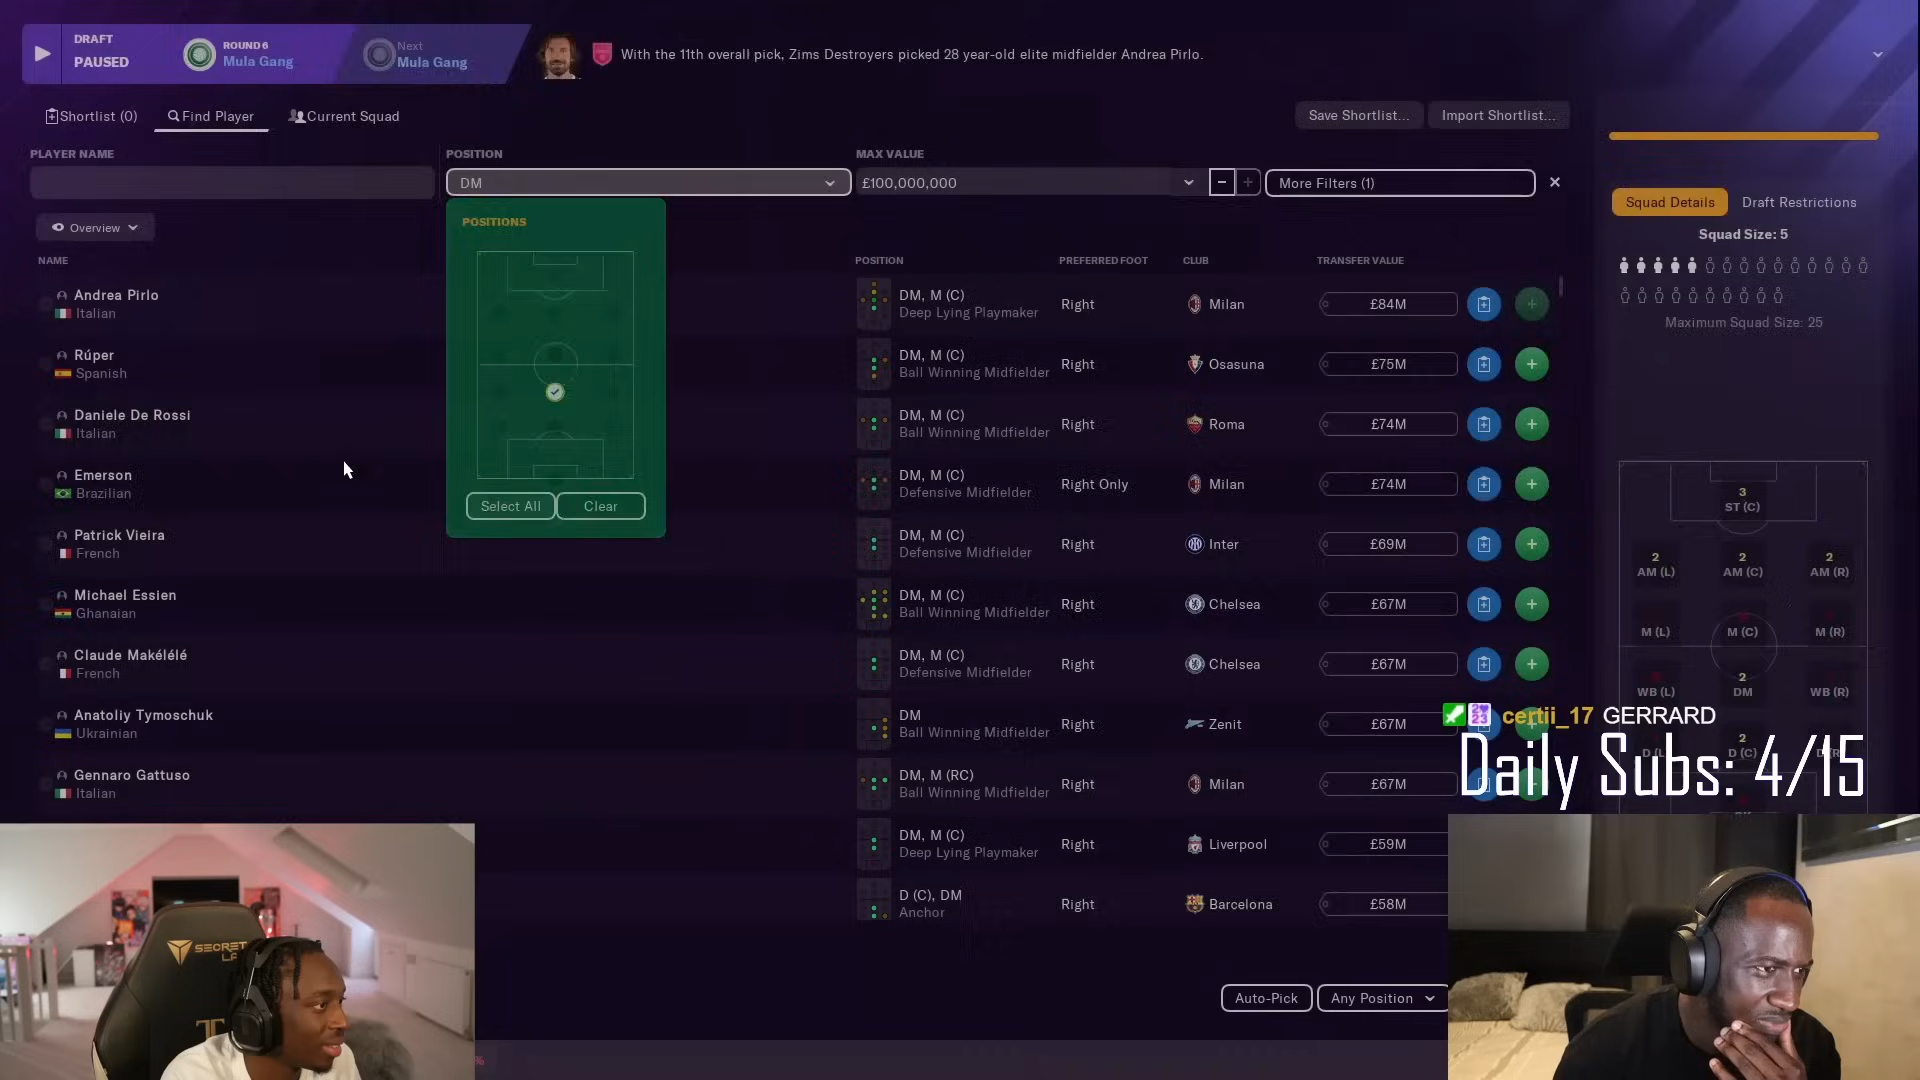 DRAFT
PAUSED
ROUND 6
Mula Gang
Next
Mula Gang
With the 11th overall pick, Zims Destroyers picked 28 year-old elite midfielder Andrea Pirlo.
Shortlist (0)
Find Player
Current Squad
Save Shortlist...
Import Shortlist...
PLAYER NAME
POSITION
MAX VALUE
DM
£100,000,000
More Filters (1)
Overview
POSITIONS
Select All
Clear
Squad Details
Draft Restrictions
Squad Size: 5
Maximum Squad Size: 25
NAME
POSITION
PREFERRED FOOT
CLUB
TRANSFER VALUE
Andrea Pirlo
Italian
DM, M (C)
Deep Lying Playmaker
Right
Milan
£84M
Rúper
Spanish
DM, M (C)
Ball Winning Midfielder
Right
Osasuna
£75M
Daniele De Rossi
Italian
DM, M (C)
Ball Winning Midfielder
Right
Roma
£74M
Emerson
Brazilian
DM, M (C)
Defensive Midfielder
Right Only
Milan
£74M
Patrick Vieira
French
DM, M (C)
Defensive Midfielder
Right
Inter
£69M
Michael Essien
Ghanaian
DM, M (C)
Ball Winning Midfielder
Right
Chelsea
£67M
Claude Makélélé
French
DM, M (C)
Defensive Midfielder
Right
Chelsea
£67M
Anatoliy Tymoschuk
Ukrainian
DM
Ball Winning Midfielder
Right
Zenit
£67M
Gennaro Gattuso
Italian
DM, M (RC)
Ball Winning Midfielder
Right
Milan
£67M
DM, M (C)
Deep Lying Playmaker
Right
Liverpool
£59M
D (C), DM
Anchor
Right
Barcelona
£58M
3
ST (C)
2
AM (L)
2
AM (C)
2
AM (R)
M (L)
M (C)
M (R)
WB (L)
2
DM
WB (R)
2
D (C)
certii_17 GERRARD
Daily Subs: 4/15
Auto-Pick
Any Position
SECRET